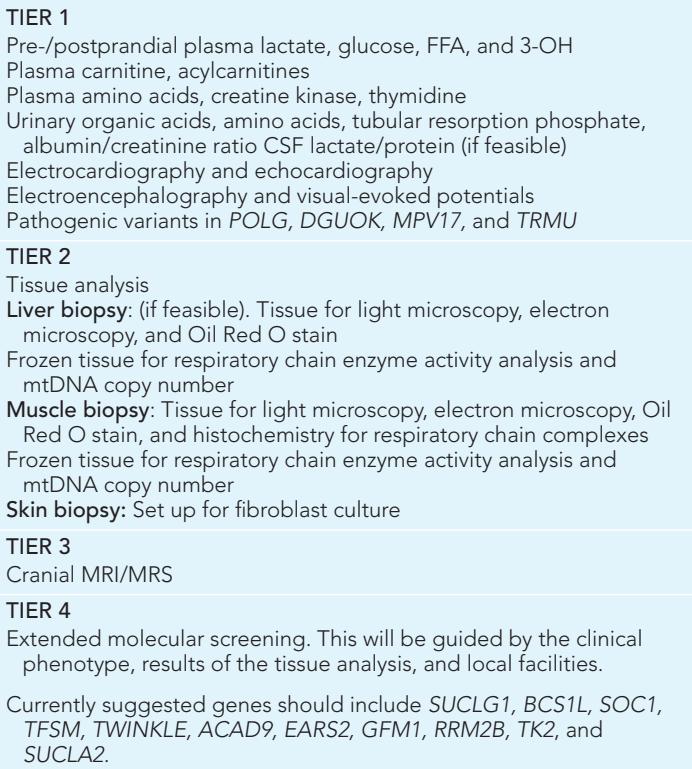 TIER 1
Pre-/postprandial plasma lactate, glucose, FFA, and 3-OH
Plasma carnitine, acylcarnitines
Plasma amino acids, creatine kinase, thymidine
Urinary organic acids, amino acids, tubular resorption phosphate,
albumin/creatinine ratio CSF lactate/protein (if feasible)
Electrocardiography and echocardiography
Electroencephalography and visual-evoked potentials
Pathogenic variants in POLG, DGUOK, MPV17, and TRMU
TIER 2
Tissue analysis
Liver biopsy: (if feasible). Tissue for light microscopy, electron
microscopy, and Oil Red O stain
Frozen tissue for respiratory chain enzyme activity analysis and
mtDNA copy number
Muscle biopsy: Tissue for light microscopy, electron microscopy, Oil
Red O stain, and histochemistry for respiratory chain complexes
Frozen tissue for respiratory chain enzyme activity analysis and
mtDNA copy number
Skin biopsy: Set up for fibroblast culture
TIER 3
Cranial MRI/MRS
TIER 4
Extended molecular screening. This will be guided by the clinical
phenotype, results of the tissue analysis, and local facilities.
Currently suggested genes should include SUCLG1, BCS1L, SOC1,
TFSM, TWINKLE, ACAD9, EARS2, GFM1, RRM2B, TK2, and
SUCLA2.